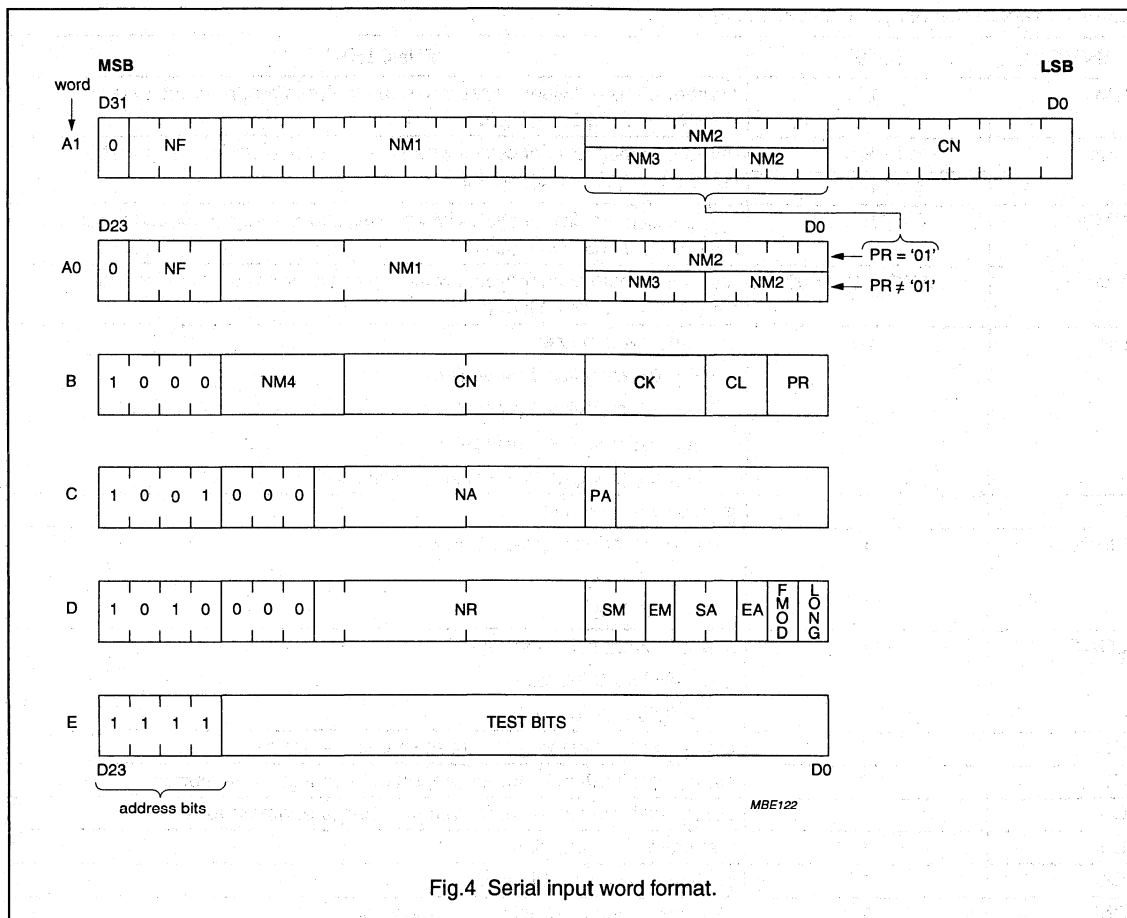 MSB LSB
word
D31 D0
A1 0 NF NM1 NM2 CN
NM3 NM2
D23 D0
A0 0 NF NM1 NM2 PR = '01'
NM3 NM2 PR ≠ '01'
B 1 0 0 0 NM4 CN CK CL PR
C 1 0 0 1 0 0 0 NA PA
D 1 0 1 0 0 0 0 NR SM EM SA EA FMOD LONG
E 1 1 1 1 TEST BITS
D23 D0
address bits
MBE122
Fig.4 Serial input word format.